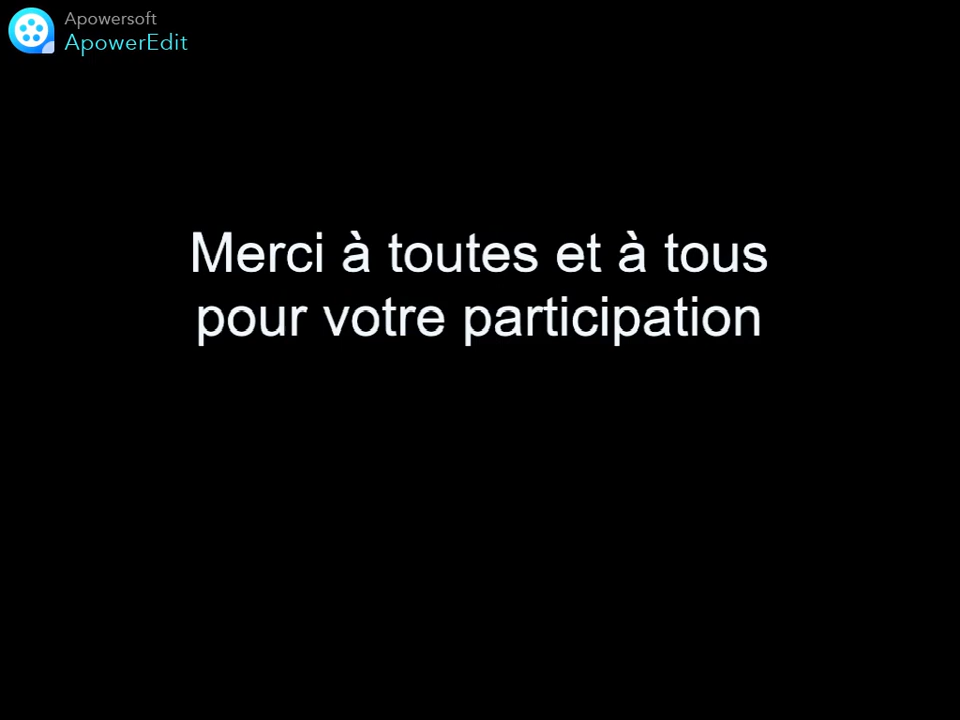 Apowersoft
ApowerEdit
Merci à toutes et à tous
pour votre participation